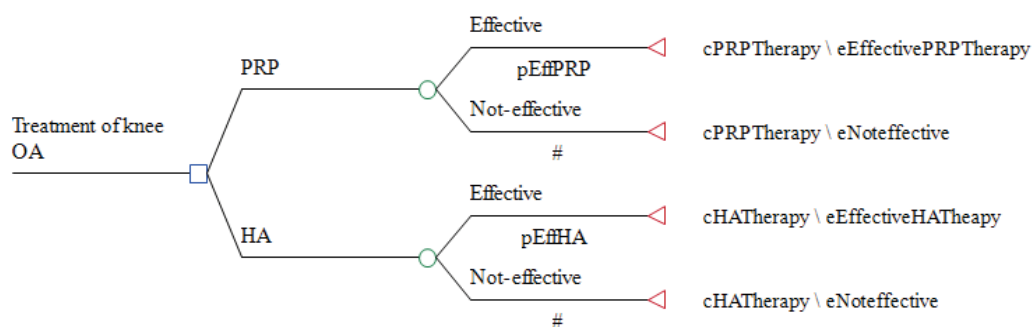 Effective
cPRPTherapy \ eEffectivePRPTherapy
PRP
pEffPRP
Not-effective
cPRPTherapy \ eNoteffective
#
Treatment of knee
OA
Effective
cHATherapy \ eEffectiveHATheapy
HA
pEffHA
Not-effective
cHATherapy \ eNoteffective
#